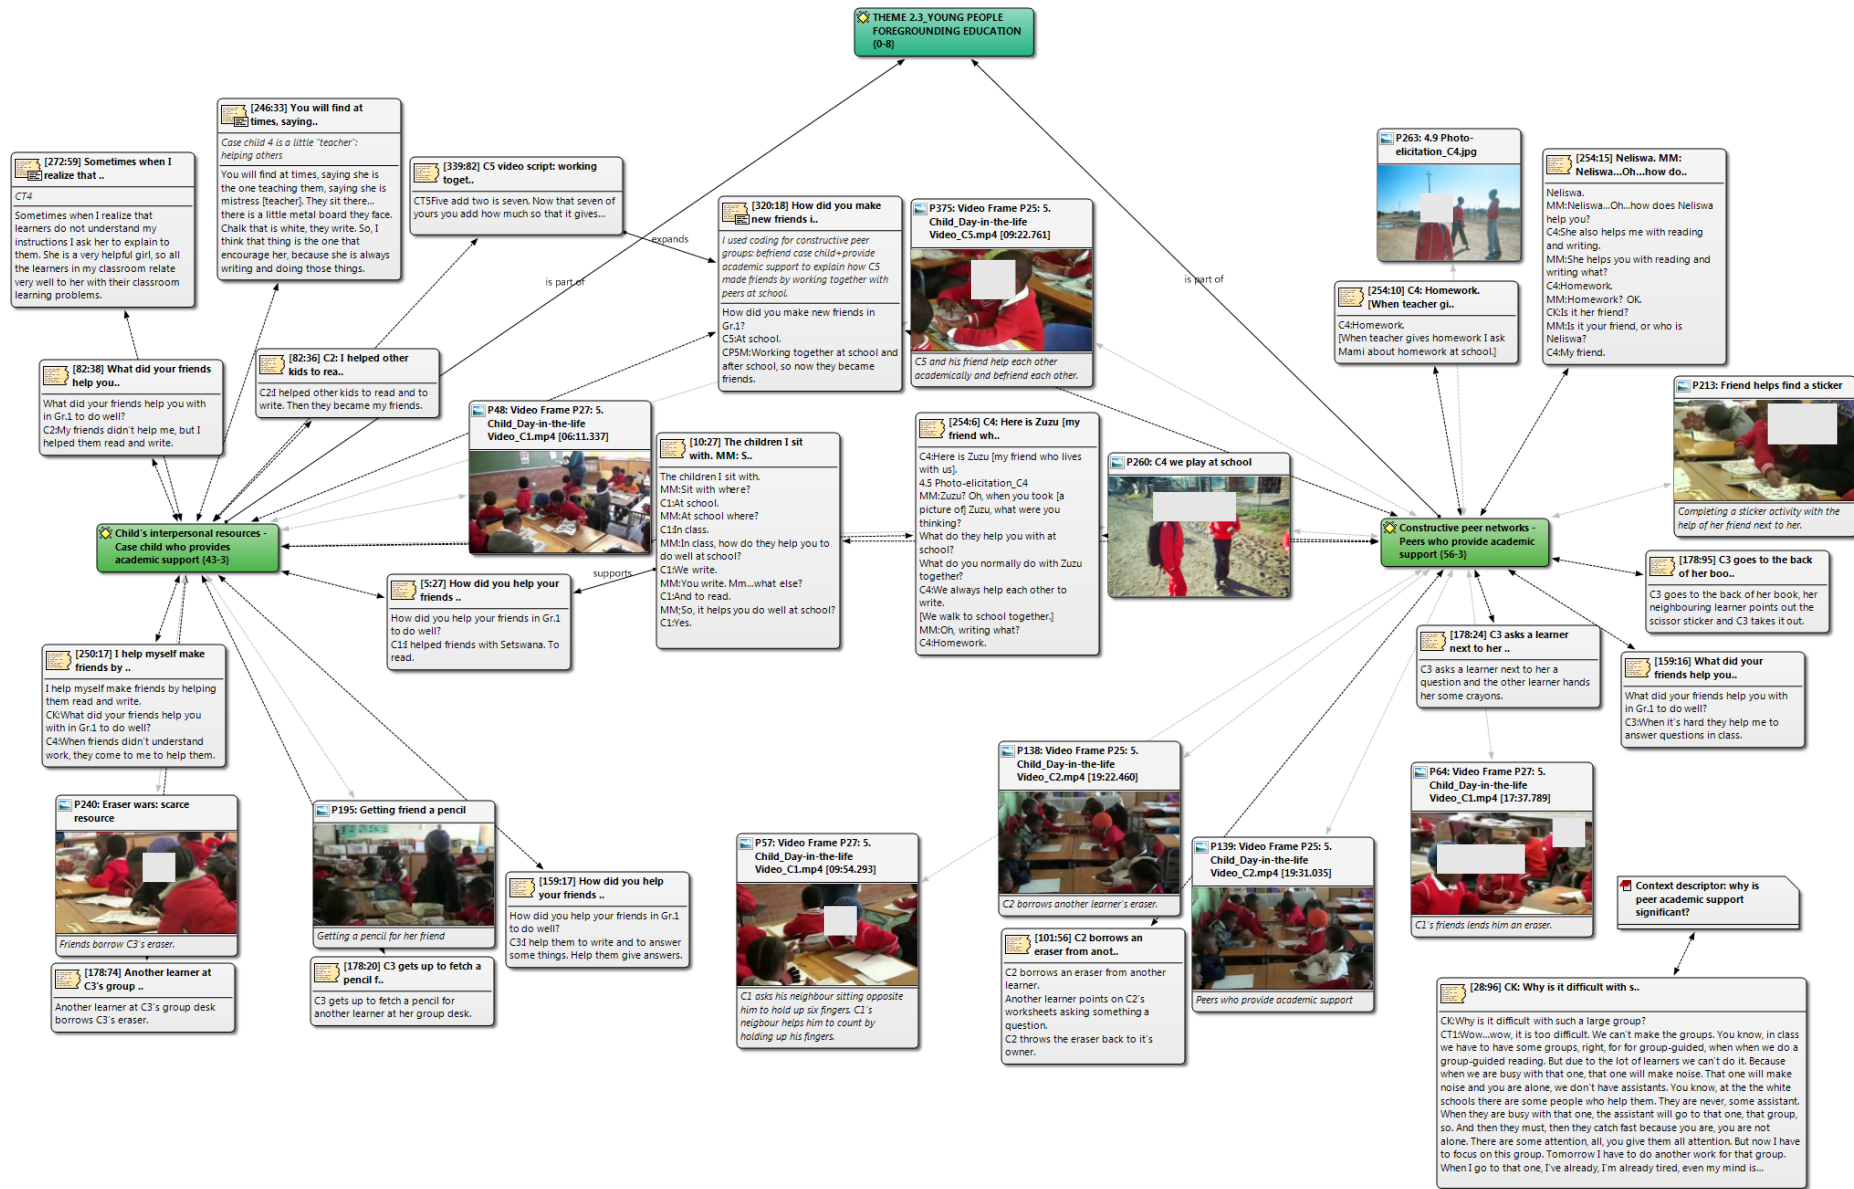 THEME 2.3_YOUNG PEOPLE
FOREGROUNDING EDUCATION
{0-8}
[246:33] You will find at
times, saying..
Case child 4 is a little "teacher":
helping others
You will find at times, saying she is
the one teaching them, saying she is
mistress [teacher]. They sit there...
there is a little metal board they face.
Chalk that is white, they write. So, I
think that thing is the one that
encourage her, because she is always
writing and doing those things.
[272:59] Sometimes when I
realize that ..
CT4
Sometimes when I realize that
learners do not understand my
instructions I ask her to explain to
them. She is a very helpful girl, so all
the learners in my classroom relate
very well to her with their classroom
learning problems.
[339:82] C5 video script: working
toget..
CT5Five add two is seven. Now that seven of
yours you add how much so that it gives...
expands
is part of
is part of
[320:18] How did you make
new friends i..
I used coding for constructive peer
groups: befriend case child+provide
academic support to explain how C5
made friends by working together with
peers at school.
How did you make new friends in
Gr.1?
C5:At school.
CP5M:Working together at school and
after school, so now they became
friends.
P375: Video Frame P25: 5.
Child_Day-in-the-life
Video_C5.mp4 [09:22.761]
C5 and his friend help each other
academically and befriend each other.
P263: 4.9 Photo-
elicitation_C4.jpg
[254:15] Neliswa. MM:
Neliswa...Oh...how do..
Neliswa.
MM:Neliswa...Oh...how does Neliswa
help you?
C4:She also helps me with reading
and writing.
MM:She helps you with reading and
writing what?
C4:Homework.
MM:Homework? OK.
CK:Is it her friend?
MM:Is it your friend, or who is
Neliswa?
C4:My friend.
[254:10] C4: Homework.
[When teacher gi..
C4:Homework.
[When teacher gives homework I ask
Mami about homework at school.]
P213: Friend helps find a sticker
Completing a sticker activity with the
help of her friend next to her.
[82:38] What did your friends
help you..
What did your friends help you with
in Gr.1 to do well?
C2:My friends didn't help me, but I
helped them read and write.
[82:36] C2: I helped other
kids to rea..
C2:I helped other kids to read and to
write. Then they became my friends.
P48: Video Frame P27: 5.
Child_Day-in-the-life
Video_C1.mp4 [06:11.337]
[10:27] The children I sit
with. MM: S..
The children I sit with.
MM:Sit with where?
C1:At school.
MM:At school where?
C1:In class.
MM:In class, how do they help you to
do well at school?
C1:We write.
MM:You write. Mm...what else?
C1:And to read.
MM:So, it helps you do well at school?
C1:Yes.
[254:6] C4: Here is Zuzu [my
friend wh..
C4:Here is Zuzu [my friend who lives
with us].
4.5 Photo-elicitation_C4
MM:Zuzu? Oh, when you took [a
picture of] Zuzu, what were you
thinking?
What do they help you with at
school?
What do you normally do with Zuzu
together?
C4:We always help each other to
write.
[We walk to school together.]
MM:Oh, writing what?
C4:Homework.
P260: C4 we play at school
Child's interpersonal resources -
Case child who provides
academic support {43-3}
Constructive peer networks -
Peers who provide academic
support {56-3}
supports
[5:27] How did you help your
friends ..
How did you help your friends in Gr.1
to do well?
C1:I helped friends with Setswana. To
read.
[178:95] C3 goes to the back
of her boo..
C3 goes to the back of her book, her
neighbouring learner points out the
scissor sticker and C3 takes it out.
[178:24] C3 asks a learner
next to her ..
C3 asks a learner next to her a
question and the other learner hands
her some crayons.
[159:16] What did your
friends help you..
What did your friends help you with
in Gr.1 to do well?
C3:When it's hard they help me to
answer questions in class.
[250:17] I help myself make
friends by ..
I help myself make friends by helping
them read and write.
CK:What did your friends help you
with in Gr.1 to do well?
C4:When friends didn't understand
work, they come to me to help them.
P240: Eraser wars: scarce
resource
Friends borrow C3's eraser.
[178:74] Another learner at
C3's group ..
Another learner at C3's group desk
borrows C3's eraser.
P195: Getting friend a pencil
Getting a pencil for her friend
[178:20] C3 gets up to fetch a
pencil f..
C3 gets up to fetch a pencil for
another learner at her group desk.
[159:17] How did you help
your friends ..
How did you help your friends in Gr.1
to do well?
C3:I help them to write and to answer
some things. Help them give answers.
P57: Video Frame P27: 5.
Child_Day-in-the-life
Video_C1.mp4 [09:54.293]
C1 asks his neighbour sitting opposite
him to hold up six fingers. C1's
neigbour helps him to count by
holding up his fingers.
P138: Video Frame P25: 5.
Child_Day-in-the-life
Video_C2.mp4 [19:22.460]
C2 borrows another learner's eraser.
[101:56] C2 borrows an
eraser from anot..
C2 borrows an eraser from another
learner.
Another learner points on C2's
worksheets asking something a
question.
C2 throws the eraser back to it's
owner.
P139: Video Frame P25: 5.
Child_Day-in-the-life
Video_C2.mp4 [19:31.035]
Peers who provide academic support
P64: Video Frame P27: 5.
Child_Day-in-the-life
Video_C1.mp4 [17:37.789]
C1's friends lends him an eraser.
Context descriptor: why is
peer academic support
significant?
[28:96] CK: Why is it difficult with s..
CK:Why is it difficult with such a large group?
CT1:Wow...wow, it is too difficult. We can't make the groups. You know, in class
we have to have some groups, right, for for group-guided, when when we do a
group-guided reading. But due to the lot of learners we can't do it. Because
when we are busy with that one, that one will make noise. That one will make
noise and you are alone, we don't have assistants. You know, at the the white
schools there are some people who help them. They are never, some assistant.
When they are busy with that one, the assistant will go to that one, that group,
so. And then they must, then they catch fast because you are, you are not
alone. There are some attention, all, you give them all attention. But now I have
to focus on this group. Tomorrow I have to do another work for that group.
When I go to that one, I've already, I'm already tired, even my mind is...